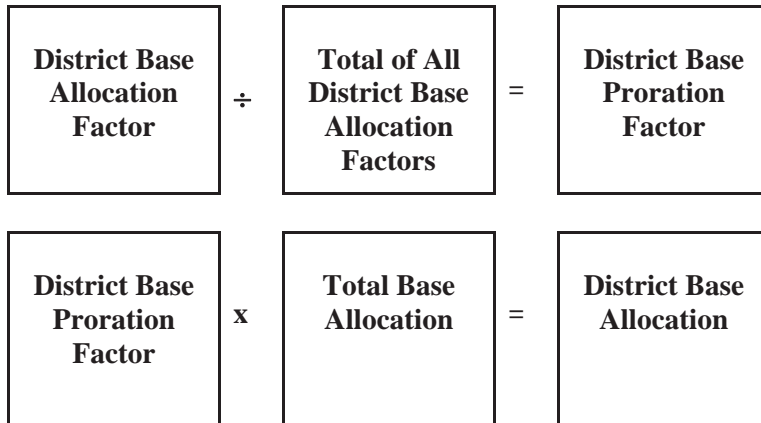 District Base
Allocation
Factor
÷
Total of All
District Base
Allocation
Factors
=
District Base
Proration
Factor
District Base
Proration
Factor
x
Total Base
Allocation
=
District Base
Allocation